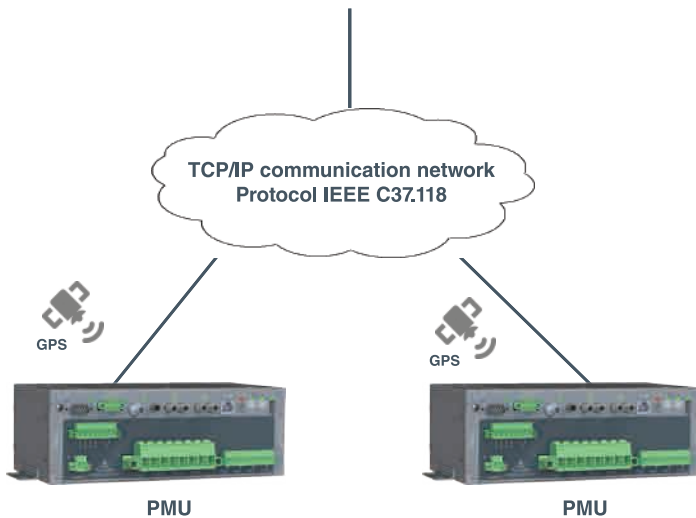 TCP/IP communication network
Protocol IEEE C37.118
GPS
GPS
PMU
PMU